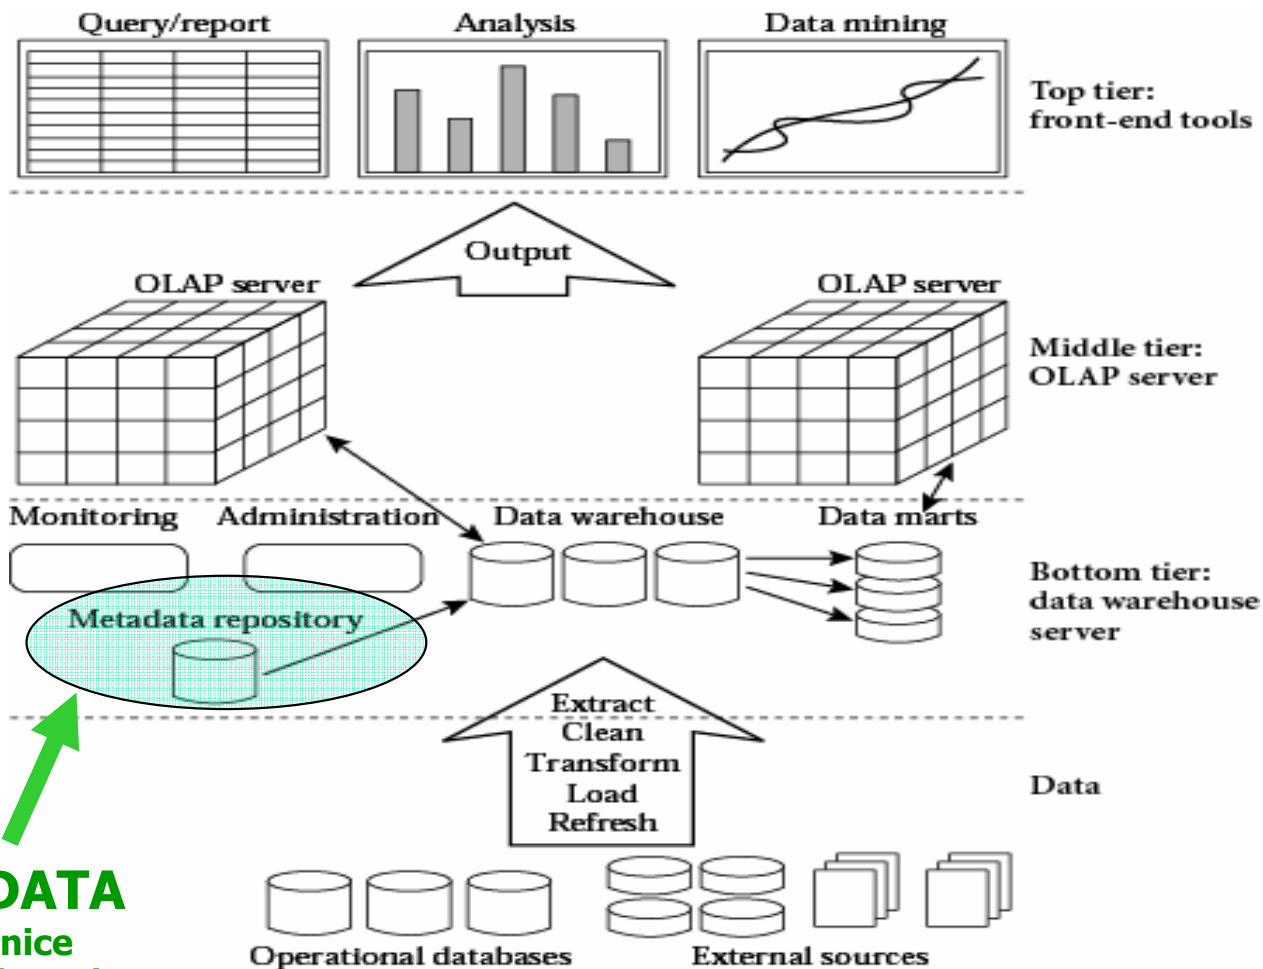 Query/report
Analysis
Data mining
Top tier:
front-end tools
Output
OLAP server
OLAP server
Middle tier:
OLAP server
Monitoring
Administration
Data warehouse
Data marts
Bottom tier:
data warehouse
server
Metadata repository
Extract
Clean
Transform
Load
Refresh
Data
DATA
nice
Operational databases
External sources